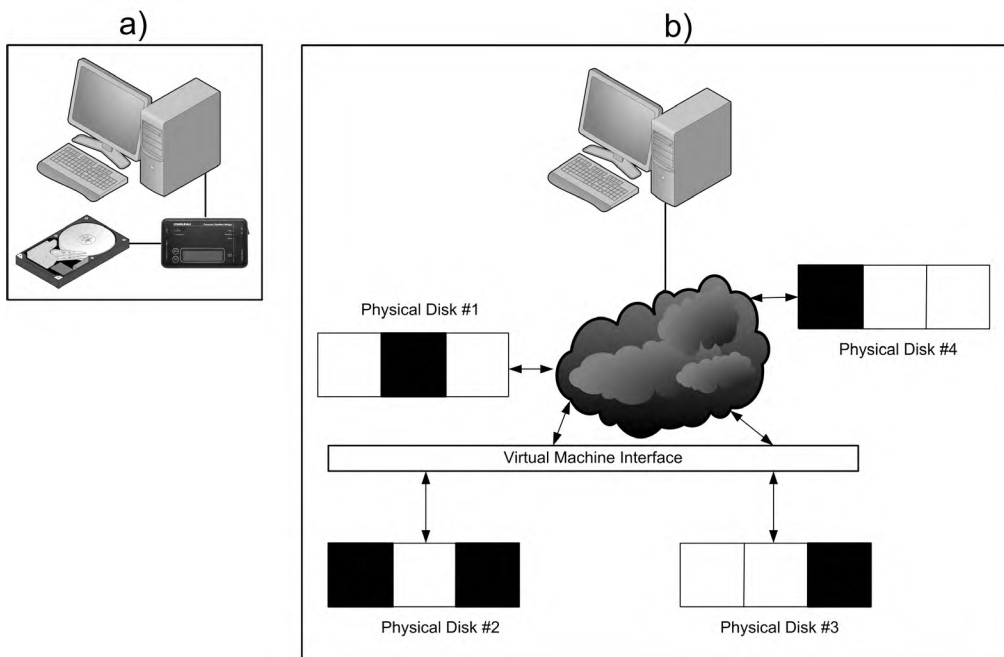 a)
b)
Physical Disk #1
Physical Disk #4
Virtual Machine Interface
Physical Disk #2
Physical Disk #3